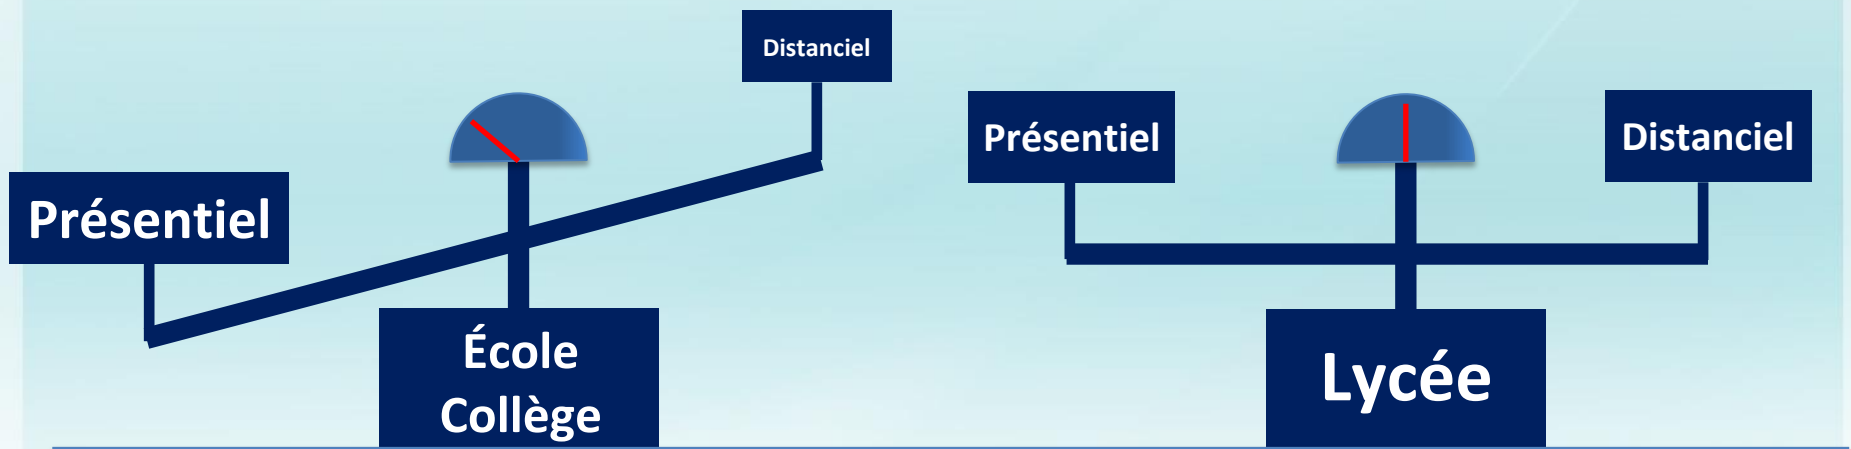 Présentiel
Distanciel
École
Collège
Présentiel
Distanciel
Lycée